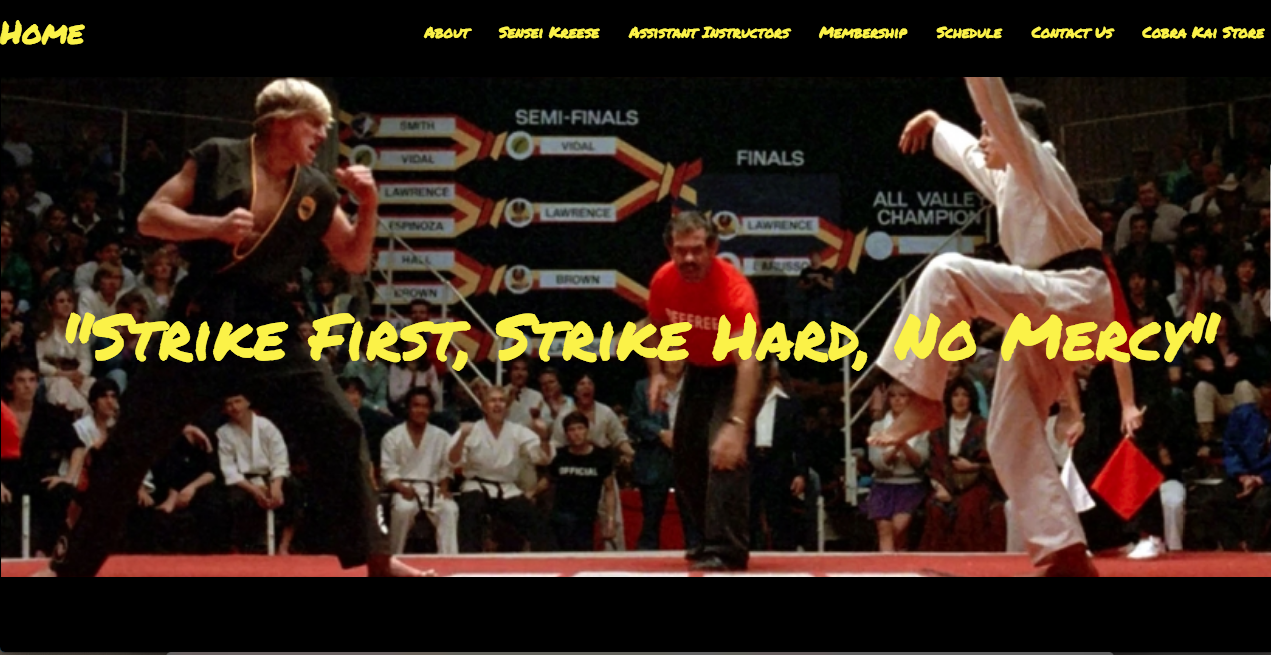 Home
About Sensei Kreese Assistant Instructors Membership Schedule Contact Us Cobra Kai Store
SEMI-FINALS
SMITH
VIDAL
VIDAL
FINALS
LAWRENCE
LAWRENCE
ALL VALLEY
CHAMPION
ESPINOZA
LAWRENCE
HALL
LARUSSO
BROWN
BROWN
REFEREE
"Strike First, Strike Hard, No Mercy"
OFFICIAL